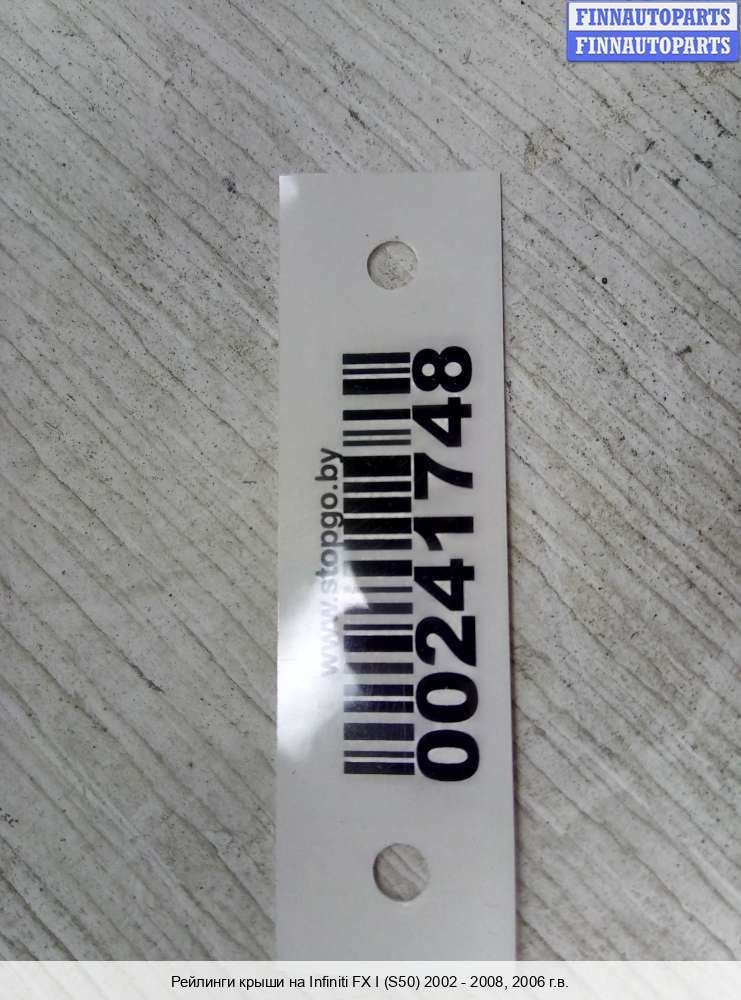 FINNAUTOPARTS
FINNAUTOPARTS
www.stopgo.by
00241748
Рейлинги крыши на Infiniti FX I (S50) 2002 - 2008, 2006 г.в.